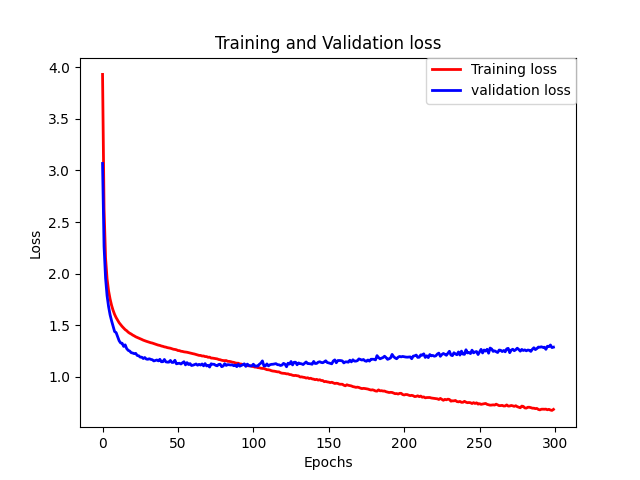 Training and Validation loss
Training loss
validation loss
4.0
3.5
3.0
2.5
2.0
1.5
1.0
Loss
0
50
100
150
200
250
300
Epochs